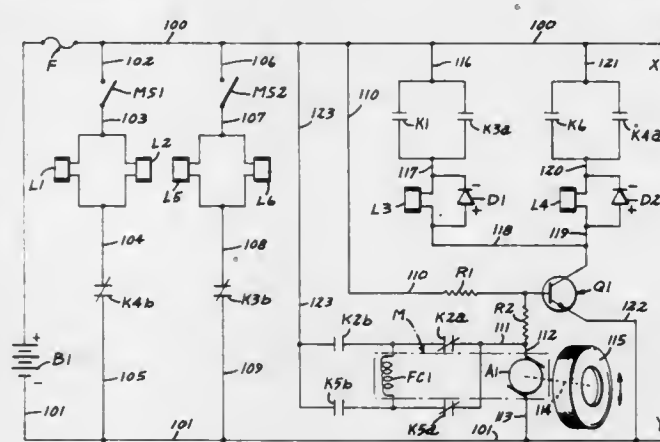 100
100
F
102
106
116
121
X
MS1
MS2
123
110
103
107
K1
K3a
K6
K4a
L1
L2
L5
L6
117
120
L3
D1
L4
D2
118
119
104
108
110
R1
Q1
K4b
K3b
123
R2
122
K2b
M
K2a
111
112
115
B1
105
109
FC1
A1
K5b
K5a
114
113
101
101
101
+
-
-
+
-
+